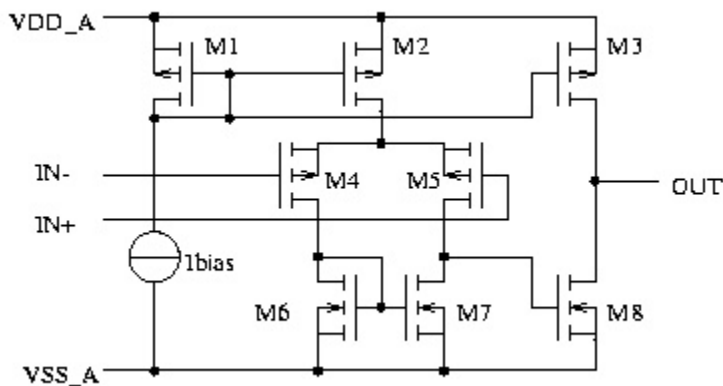 VDD_A
M1
M2
M3
IN-
M4
M5
OUT
IN+
Ibias
M6
M7
M8
VSS_A